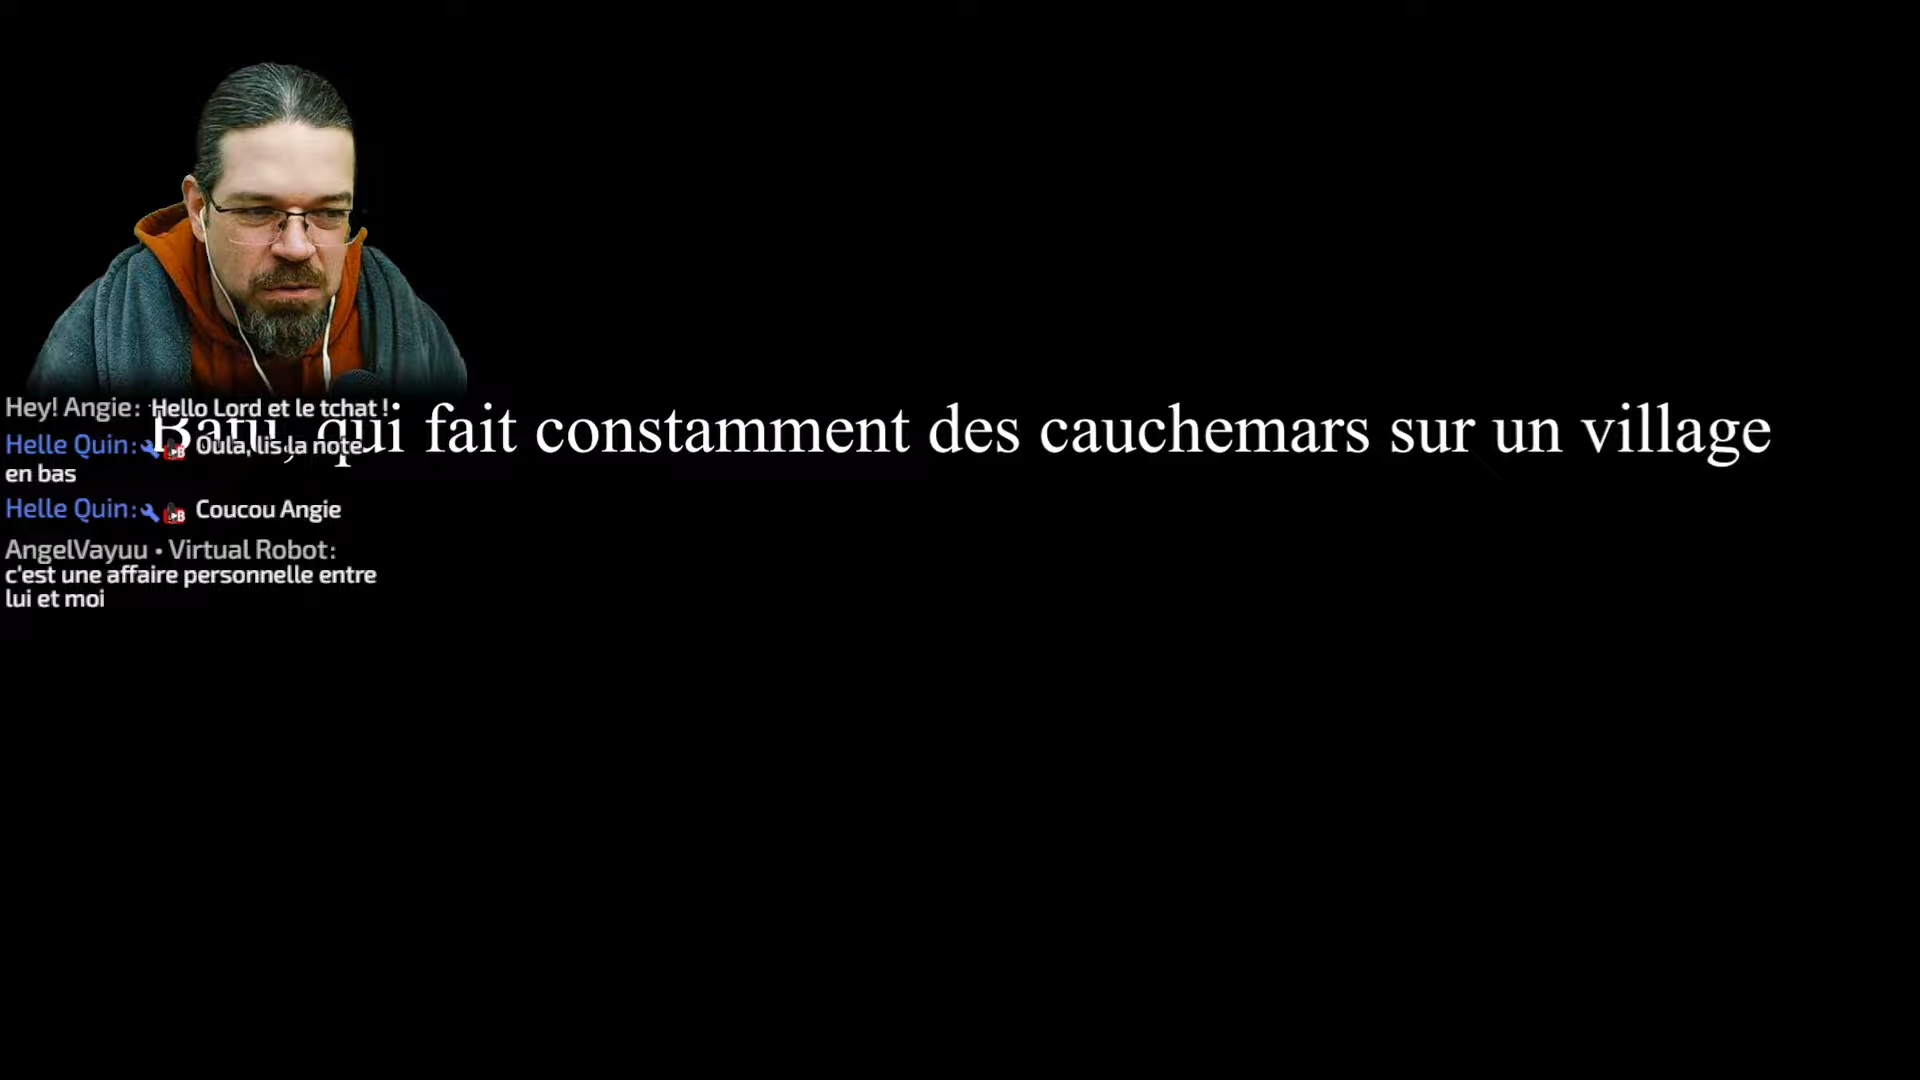 Hey! Angie: Hello Lord et le tchat !
Batu, qui fait constamment des cauchemars sur un village
Helle Quin: Oula, lis la note
en bas
Helle Quin: Coucou Angie
AngelVayuu • Virtual Robot:
c'est une affaire personnelle entre
lui et moi